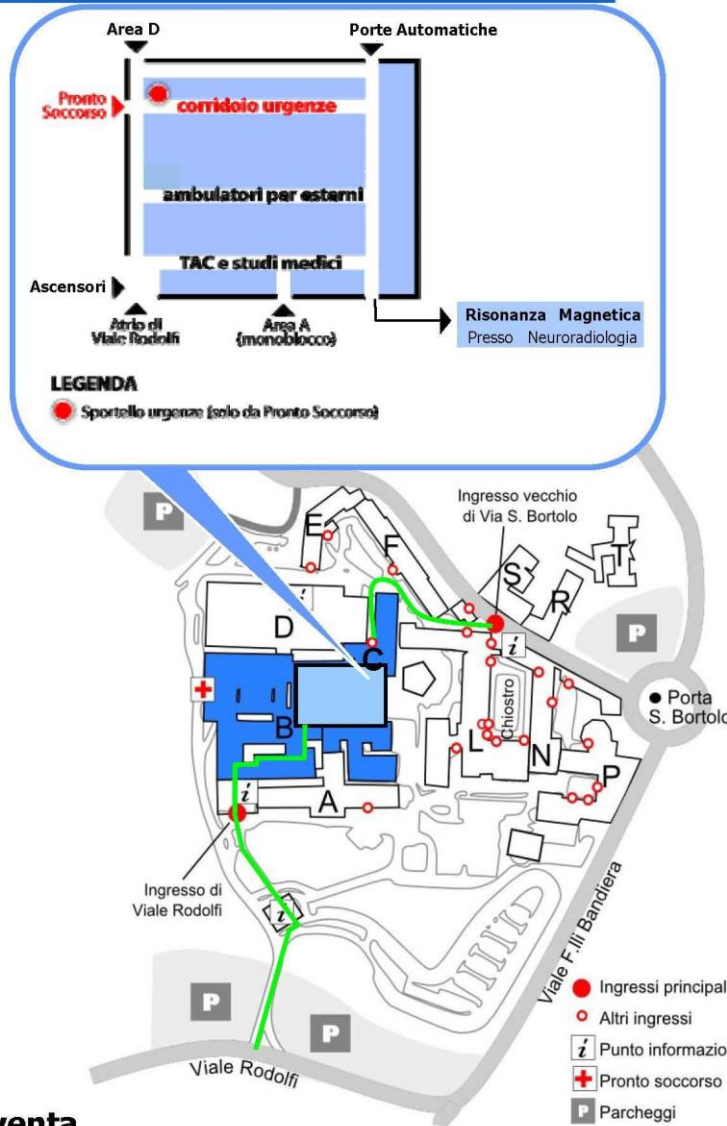 Area D
Porte Automatiche
Pronto
Soccorso
corridoio urgenze
ambulatori per esterni
TAC e studi medici
Ascensori
Atrio di
Viale Rodolfi
Area A
(monoblocco)
Risonanza Magnetica
Presso Neuroradiologia
LEGENDA
Sportello urgenze (solo da Pronto Soccorso)
Ingresso vecchio
di Via S. Bortolo
P
E
F
S
T
R
i
D
P
C
i
Porta
S. Bortolo
Chiostro
B
L
N
P
i
A
Ingresso di
Viale Rodolfi
i
Viale F.lli Bandiera
P
P
Viale Rodolfi
Ingressi principal
Altri ingressi
i Punto informazio
Pronto soccorso
P Parcheggi
venta